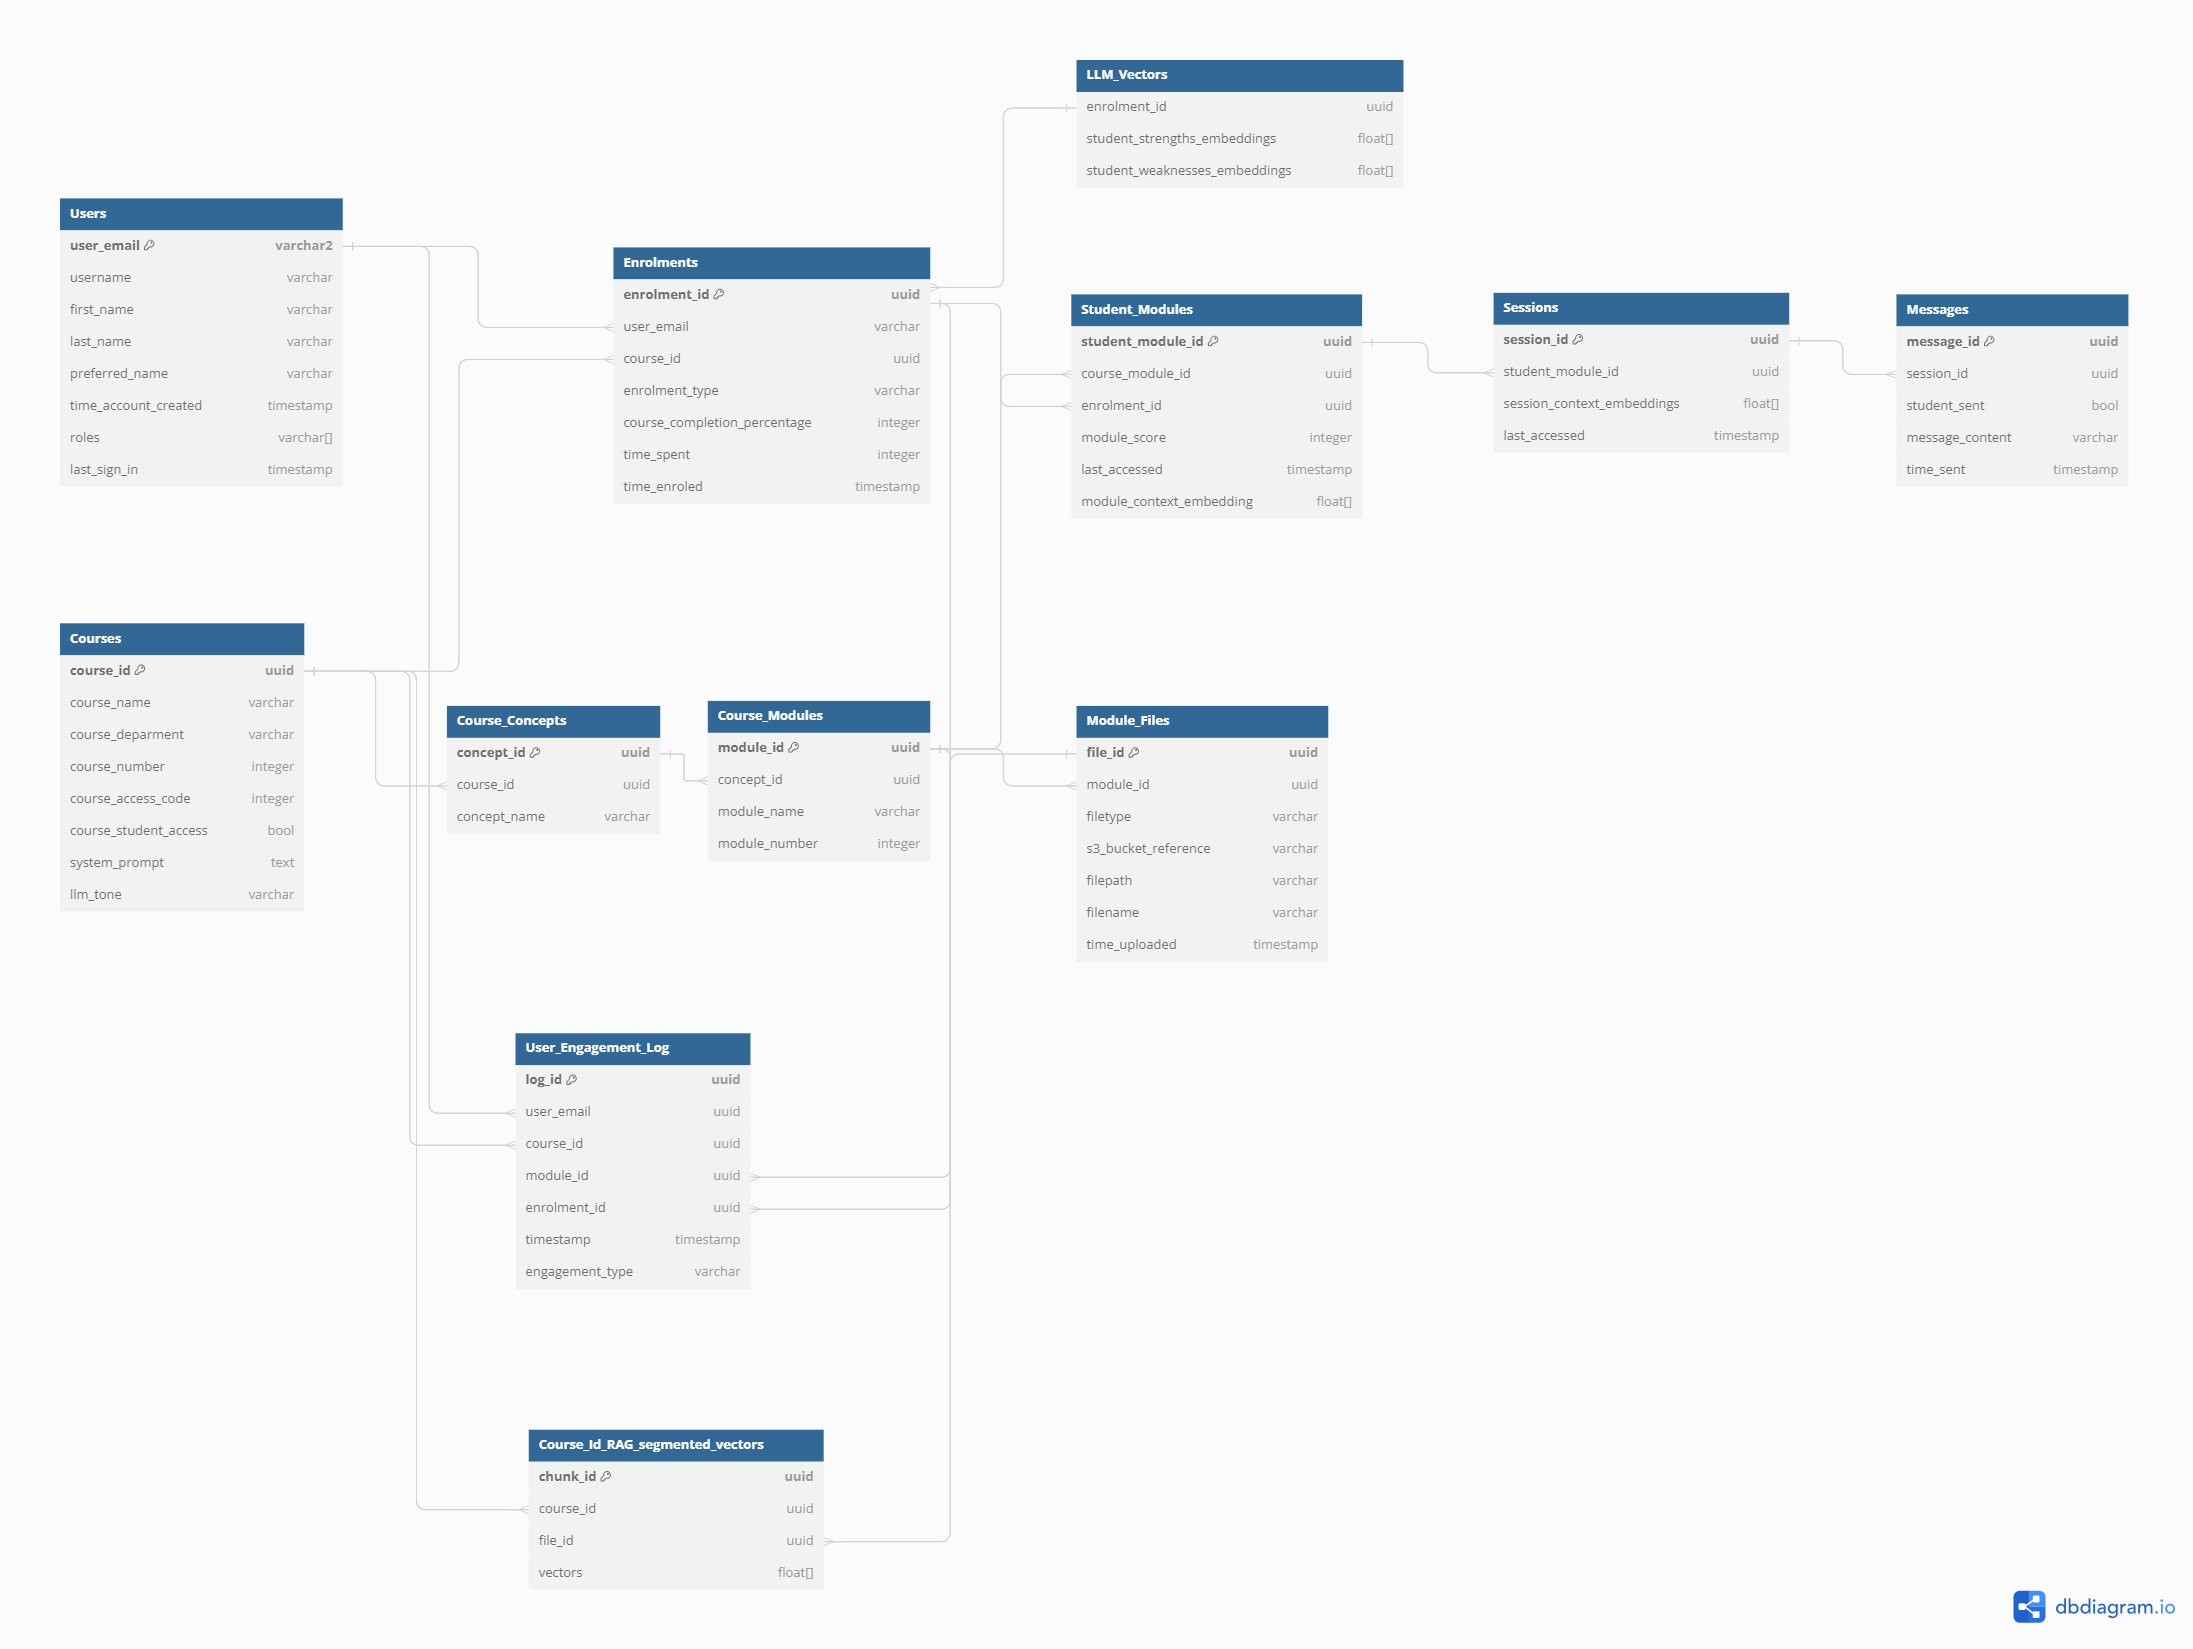 LLM_Vectors
enrolment_id uuid
student_strengths_embeddings float[]
student_weaknesses_embeddings float[]
Users
user_email varchar2
username varchar
first_name varchar
last_name varchar
preferred_name varchar
time_account_created timestamp
roles varchar[]
last_sign_in timestamp
Enrolments
enrolment_id uuid
user_email varchar
course_id uuid
enrolment_type varchar
course_completion_percentage integer
time_spent integer
time_enroled timestamp
Student_Modules
student_module_id uuid
course_module_id uuid
enrolment_id uuid
module_score integer
last_accessed timestamp
module_context_embedding float[]
Sessions
session_id uuid
student_module_id uuid
session_context_embeddings float[]
last_accessed timestamp
Messages
message_id uuid
session_id uuid
student_sent bool
message_content varchar
time_sent timestamp
Courses
course_id uuid
course_name varchar
course_deparment varchar
course_number integer
course_access_code integer
course_student_access bool
system_prompt text
llm_tone varchar
Course_Concepts
concept_id uuid
course_id uuid
concept_name varchar
Course_Modules
module_id uuid
concept_id uuid
module_name varchar
module_number integer
Module_Files
file_id uuid
module_id uuid
filetype varchar
s3_bucket_reference varchar
filepath varchar
filename varchar
time_uploaded timestamp
User_Engagement_Log
log_id uuid
user_email uuid
course_id uuid
module_id uuid
enrolment_id uuid
timestamp timestamp
engagement_type varchar
Course_Id_RAG_segmented_vectors
chunk_id uuid
course_id uuid
file_id uuid
vectors float[]
dbdiagram.io